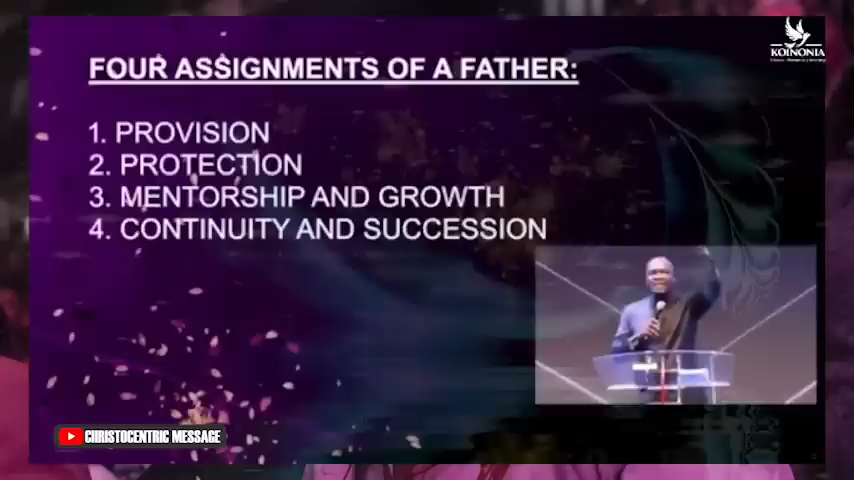 KOINONIA
FOUR ASSIGNMENTS OF A FATHER:
1. PROVISION
2. PROTECTION
3. MENTORSHIP AND GROWTH
4. CONTINUITY AND SUCCESSION
CHRISTOCENTRIC MESSAGE